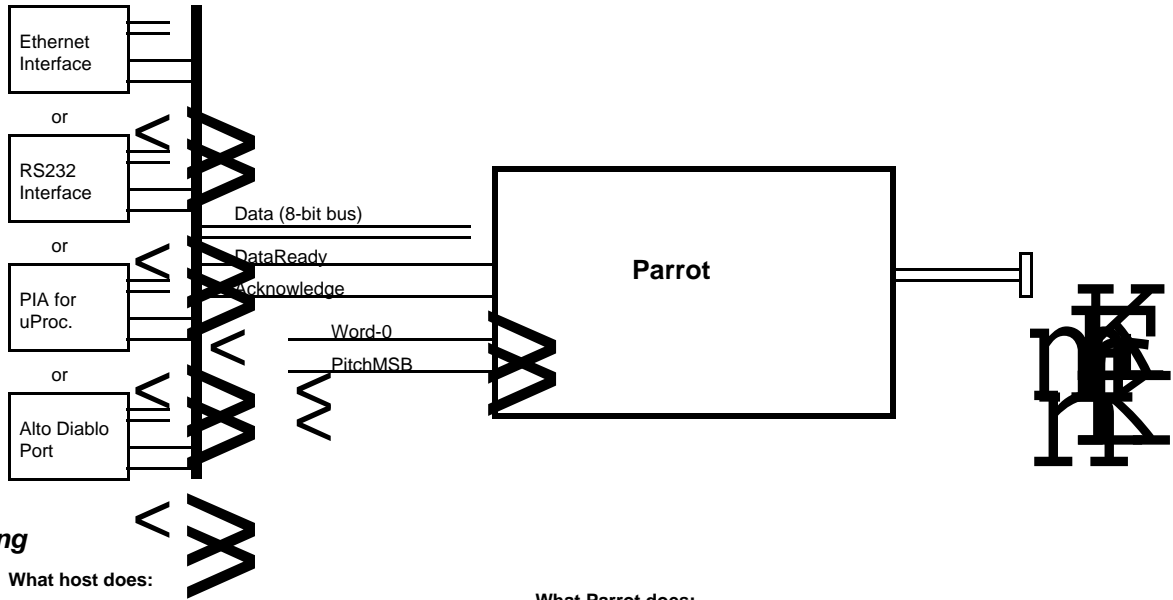 Ethernet
Interface
or
RS232
Interface
or
PIA for
uProc.
or
Alto Diablo
Port
Data (8-bit bus)
DataReady
Acknowledge
Word-0
PitchMSB
Parrot
What host does:
What Parrot does: